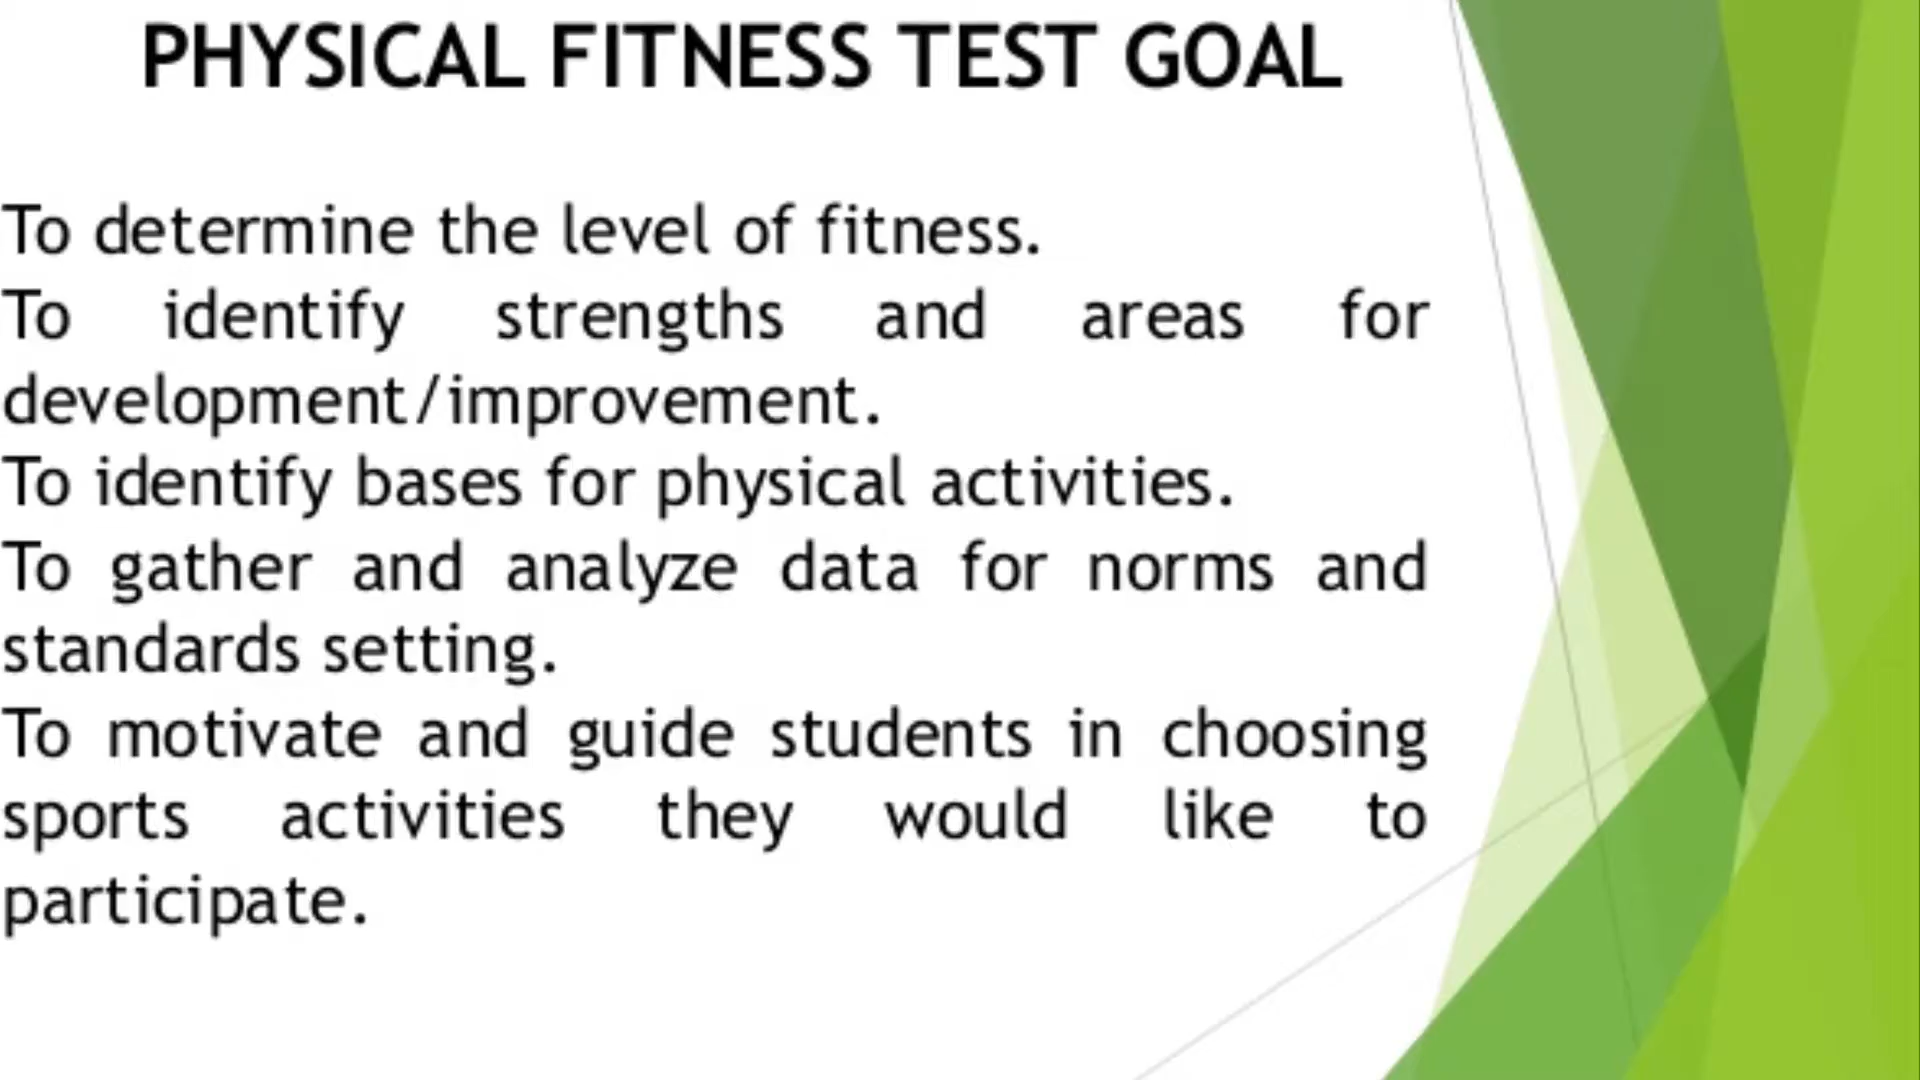 PHYSICAL FITNESS TEST GOAL
To determine the level of fitness.
To identify strengths and areas for
development/improvement.
To identify bases for physical activities.
To gather and analyze data for norms and
standards setting.
To motivate and guide students in choosing
sports activities they would like to
participate.